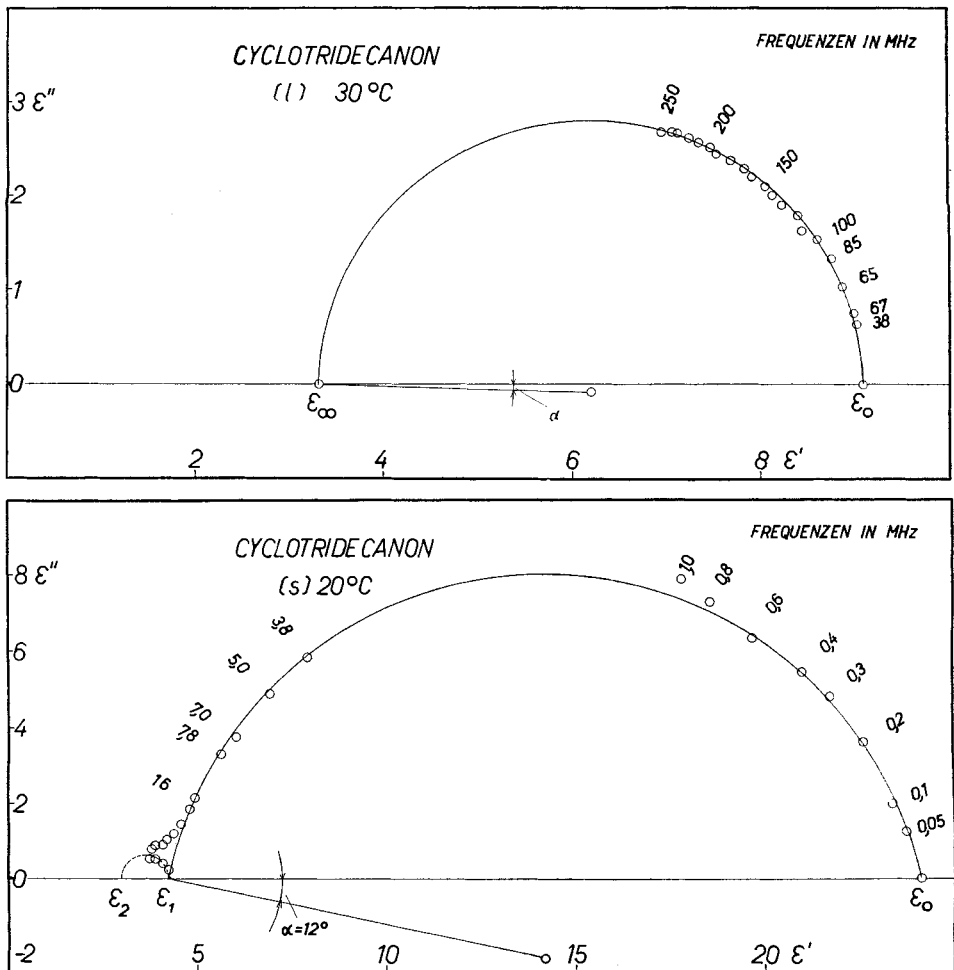 CYCLOTRIDECANON
(l) 30°C
FREQUENZEN IN MHz
3 ε''
2
1
0
250
200
150
100
85
65
67
38
ε∞
α
ε₀
2
4
6
8
ε'
CYCLOTRIDECANON
(s) 20°C
FREQUENZEN IN MHz
8 ε''
6
4
2
0
-2
16
7,8
7,0
5,0
3,8
1,0
0,8
0,6
0,4
0,3
0,2
0,1
0,05
ε₂
ε₁
α=12°
ε₀
5
10
15
20
ε'